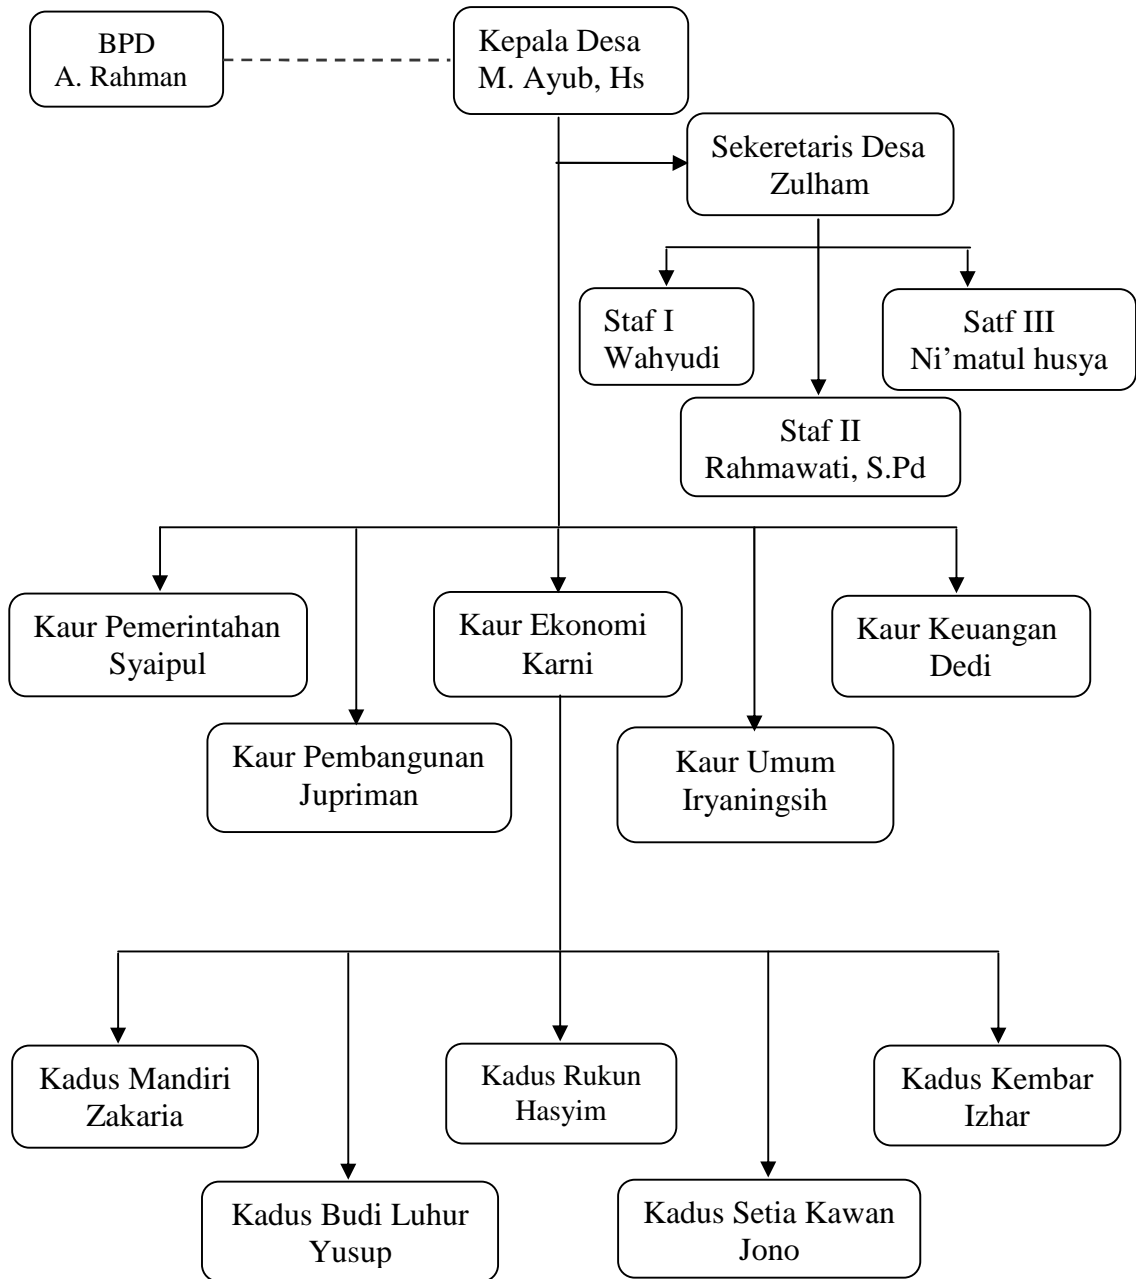 BPD
A. Rahman
Kepala Desa
M. Ayub, Hs
Sekeretaris Desa
Zulham
Staf I
Wahyudi
Satf III
Ni’matul husya
Staf II
Rahmawati, S.Pd
Kaur Pemerintahan
Syaipul
Kaur Ekonomi
Karni
Kaur Keuangan
Dedi
Kaur Pembangunan
Jupriman
Kaur Umum
Iryaningsih
Kadus Mandiri
Zakaria
Kadus Rukun
Hasyim
Kadus Kembar
Izhar
Kadus Budi Luhur
Yusup
Kadus Setia Kawan
Jono